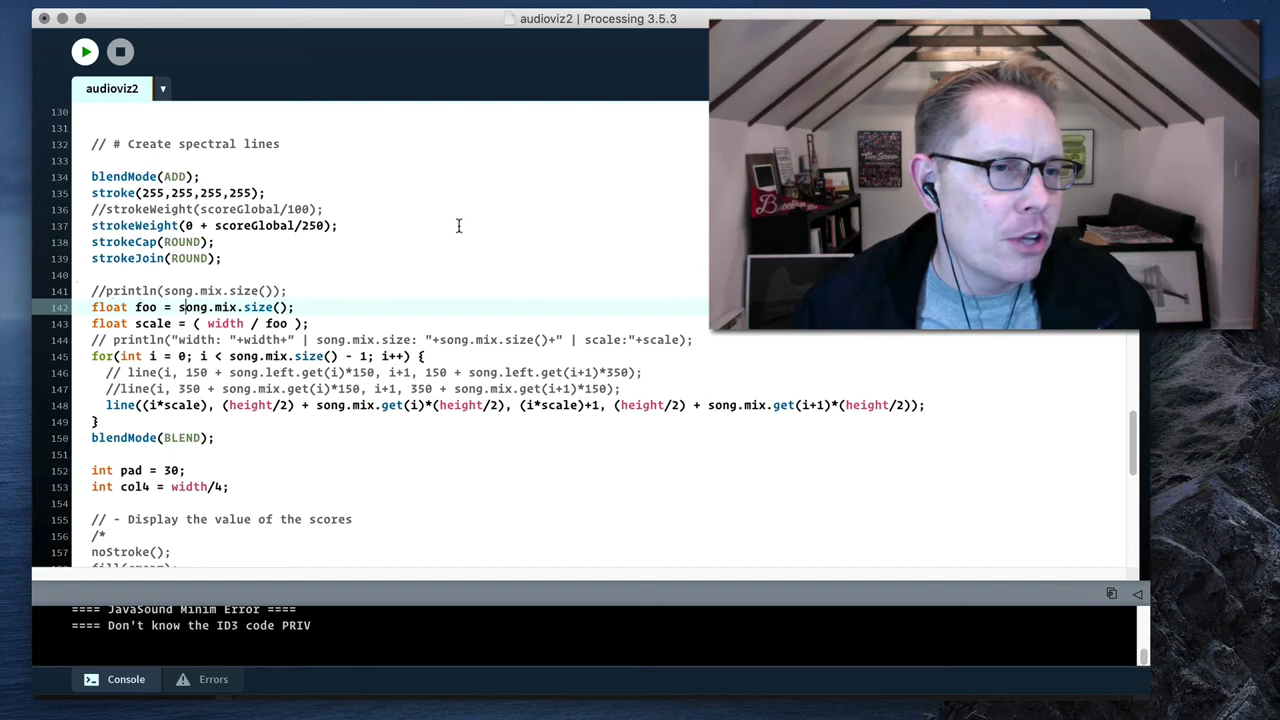 audioviz2 | Processing 3.5.3
audioviz2
130
131
132 // # Create spectral lines
133
134 blendMode(ADD);
135 stroke(255,255,255,255);
136 //strokeWeight(scoreGlobal/100);
137 strokeWeight(0 + scoreGlobal/250);
138 strokeCap(ROUND);
139 strokeJoin(ROUND);
140
141 //println(song.mix.size());
142 float foo = song.mix.size();
143 float scale = ( width / foo );
144 // println("width: "+width+" | song.mix.size: "+song.mix.size()+" | scale:"+scale);
145 for(int i = 0; i < song.mix.size() - 1; i++) {
146 // line(i, 150 + song.left.get(i)*150, i+1, 150 + song.left.get(i+1)*350);
147 //line(i, 350 + song.mix.get(i)*150, i+1, 350 + song.mix.get(i+1)*150);
148 line((i*scale), (height/2) + song.mix.get(i)*(height/2), (i*scale)+1, (height/2) + song.mix.get(i+1)*(height/2));
149 }
150 blendMode(BLEND);
151
152 int pad = 30;
153 int col4 = width/4;
154
155 // - Display the value of the scores
156 /*
157 noStroke();
==== JavaSound Minim Error ====
==== Don't know the ID3 code PRIV
Console
Errors